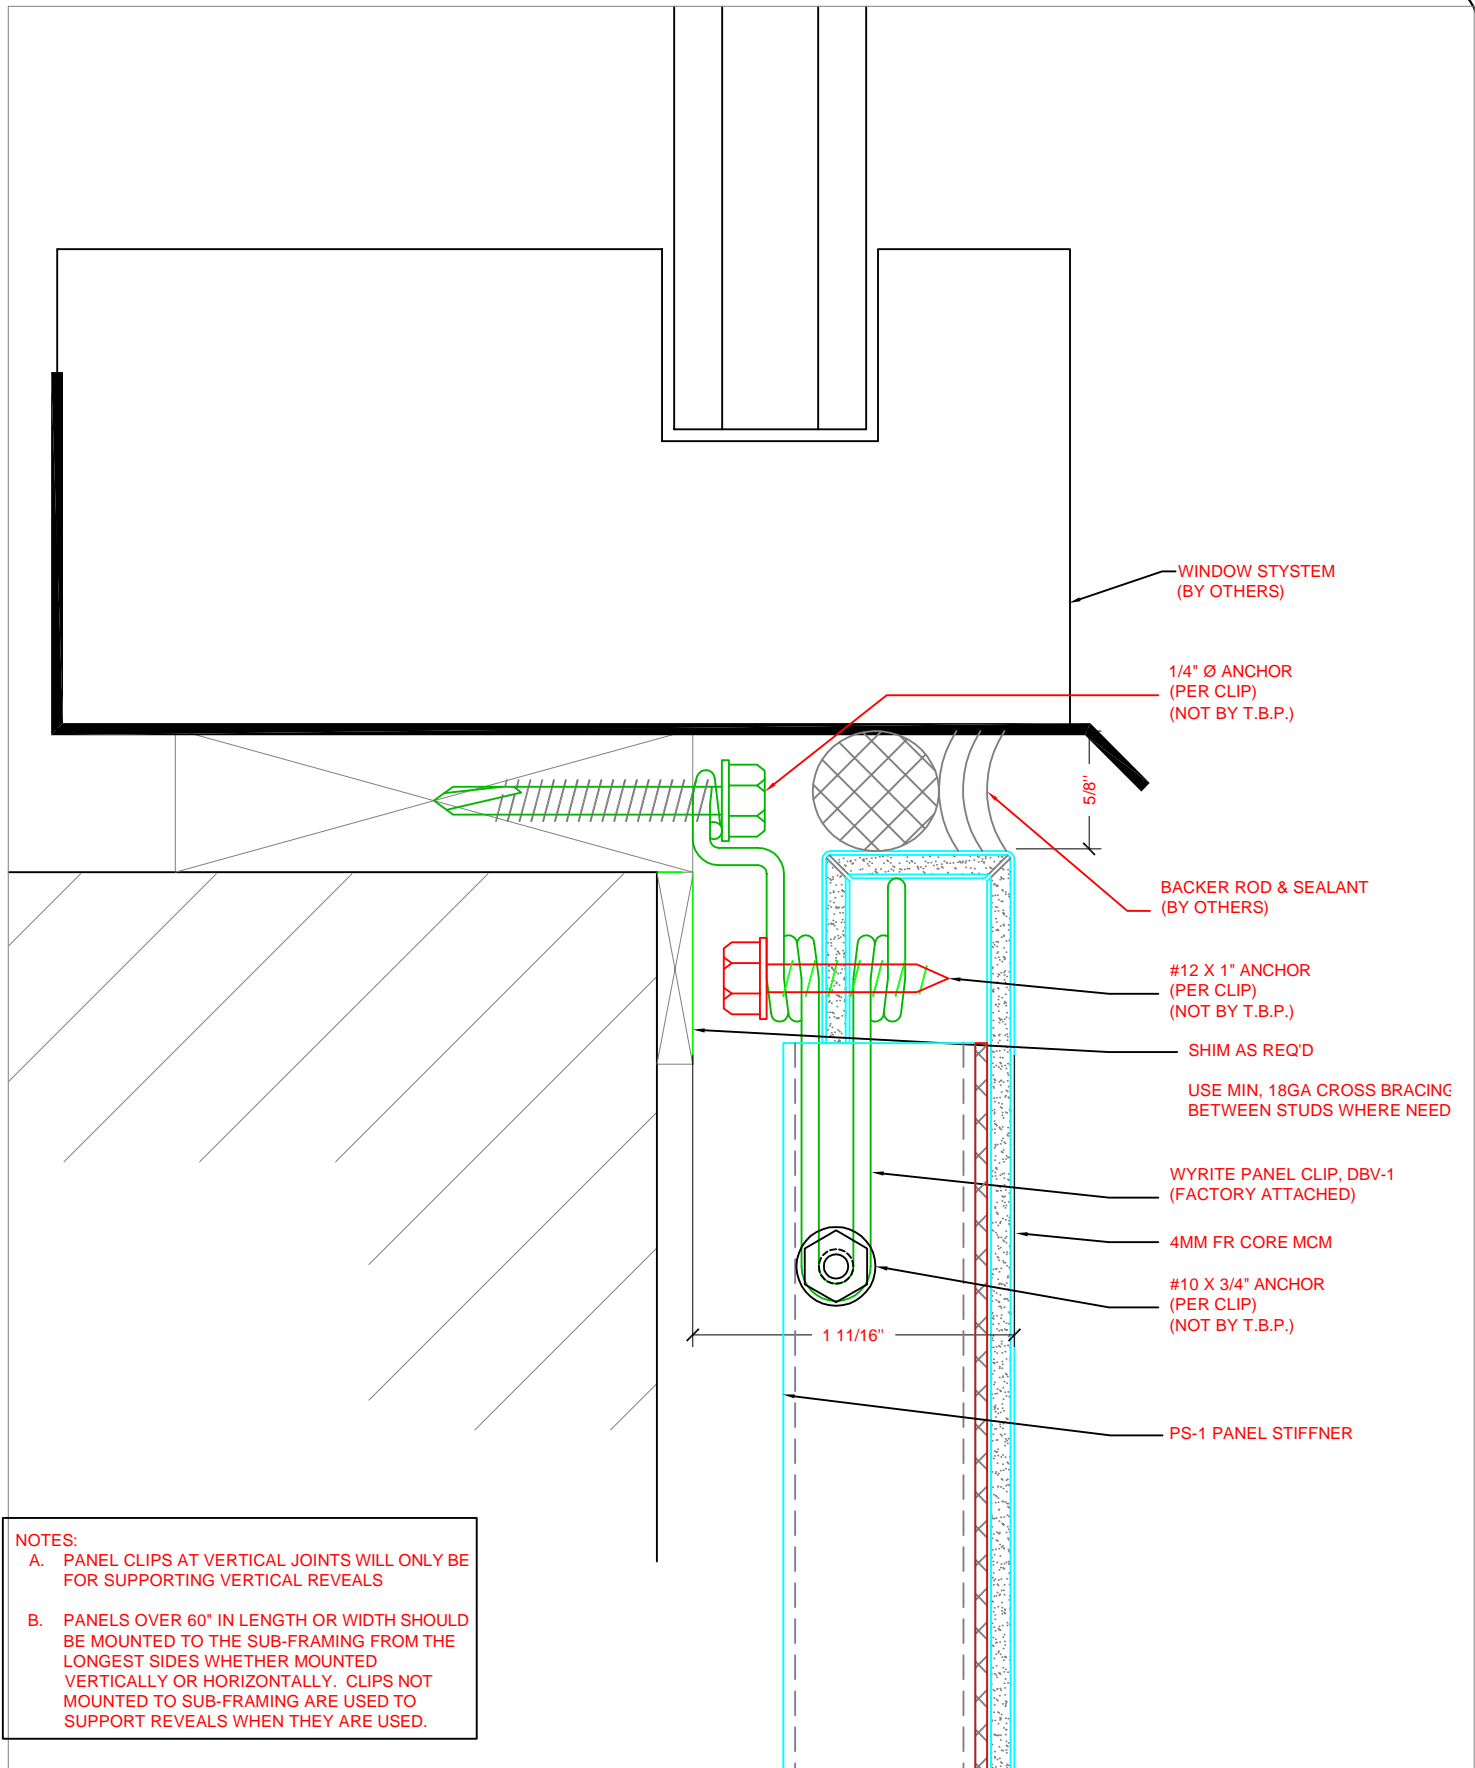 WINDOW STYSTEM
(BY OTHERS)
1/4" Ø ANCHOR
(PER CLIP)
(NOT BY T.B.P.)
5/8"
BACKER ROD & SEALANT
(BY OTHERS)
#12 X 1" ANCHOR
(PER CLIP)
(NOT BY T.B.P.)
SHIM AS REQ'D
USE MIN, 18GA CROSS BRACING
BETWEEN STUDS WHERE NEED
WYRITE PANEL CLIP, DBV-1
(FACTORY ATTACHED)
4MM FR CORE MCM
#10 X 3/4" ANCHOR
(PER CLIP)
(NOT BY T.B.P.)
1 11/16"
PS-1 PANEL STIFFNER
NOTES:
A. PANEL CLIPS AT VERTICAL JOINTS WILL ONLY BE
FOR SUPPORTING VERTICAL REVEALS
B. PANELS OVER 60" IN LENGTH OR WIDTH SHOULD
BE MOUNTED TO THE SUB-FRAMING FROM THE
LONGEST SIDES WHETHER MOUNTED
VERTICALLY OR HORIZONTALLY. CLIPS NOT
MOUNTED TO SUB-FRAMING ARE USED TO
SUPPORT REVEALS WHEN THEY ARE USED.